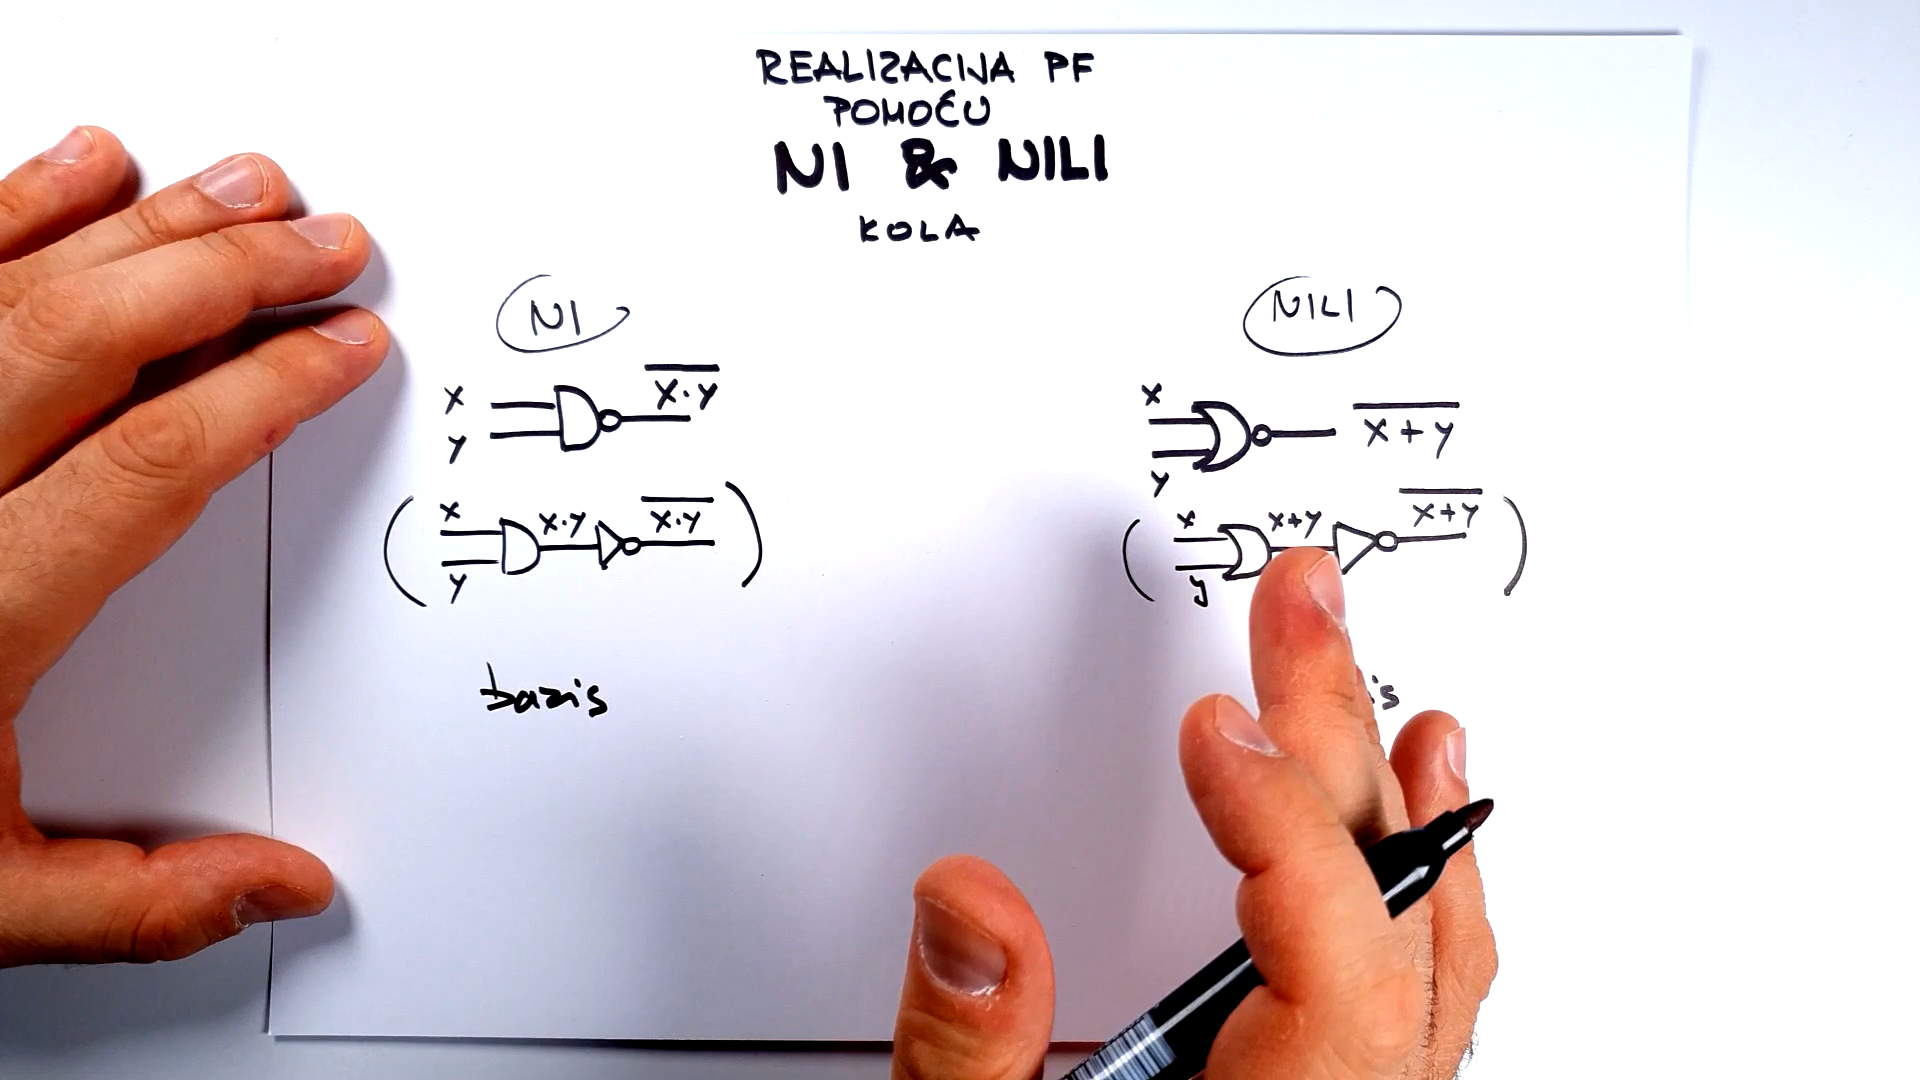 REALIZACIJA PF
POMOĆU
NI & NILI
KOLA
NI
X
Y
X·Y
X
Y
X·Y
X·Y
bazis
NILI
X
Y
X+Y
X
y
X+Y
X+Y